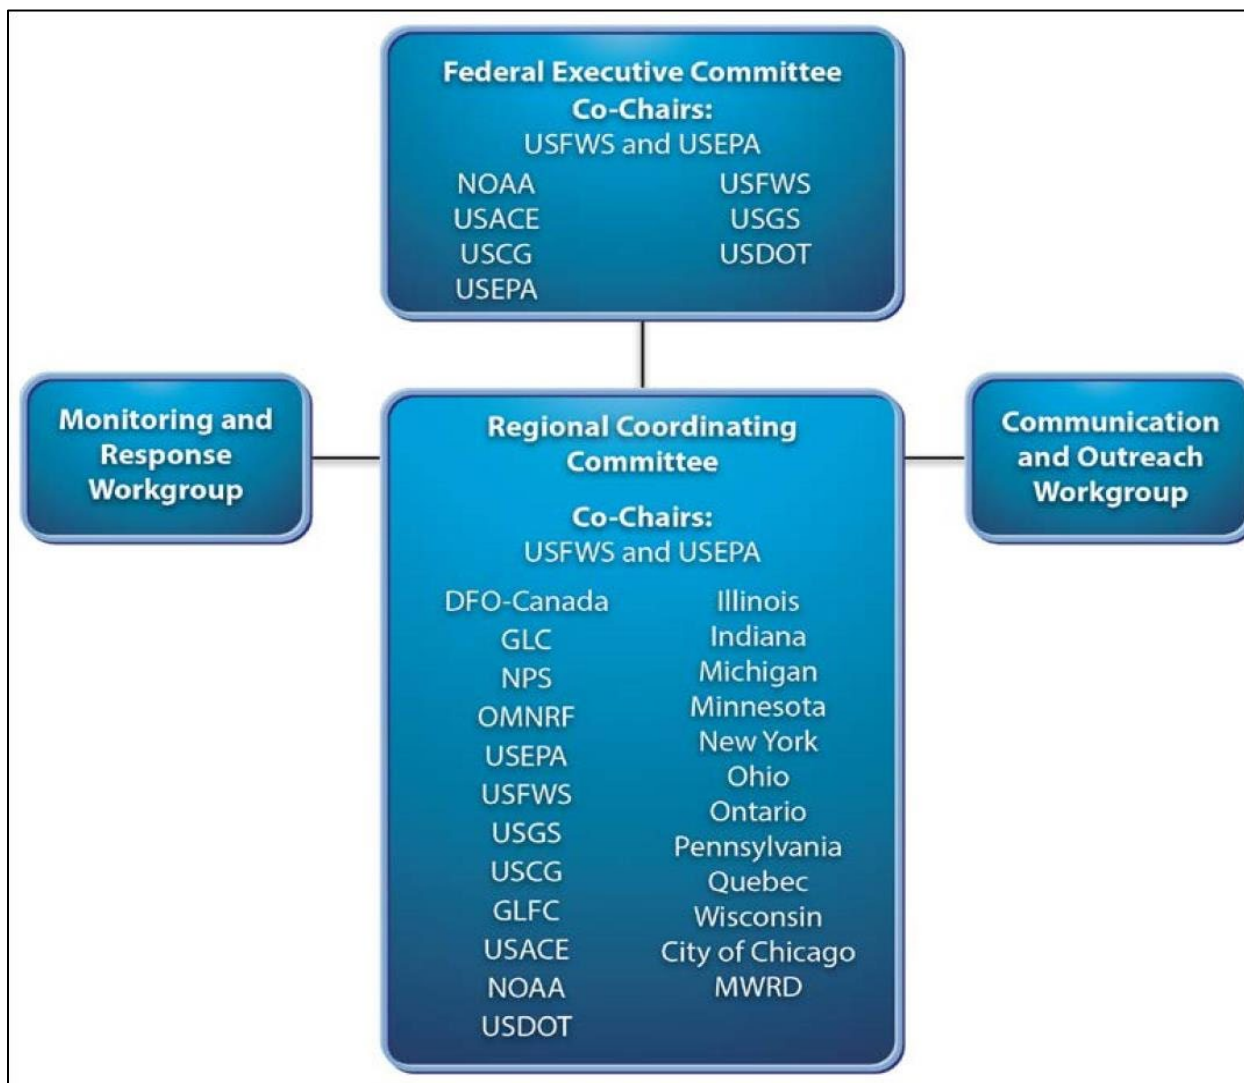 Federal Executive Committee
Co-Chairs:
USFWS and USEPA
NOAA
USACE
USCG
USEPA
USFWS
USGS
USDOT
Monitoring and
Response
Workgroup
Regional Coordinating
Committee
Co-Chairs:
USFWS and USEPA
DFO-Canada
GLC
NPS
OMNRF
USEPA
USFWS
USGS
USCG
GLFC
USACE
NOAA
USDOT
Illinois
Indiana
Michigan
Minnesota
New York
Ohio
Ontario
Pennsylvania
Quebec
Wisconsin
City of Chicago
MWRD
Communication
and Outreach
Workgroup